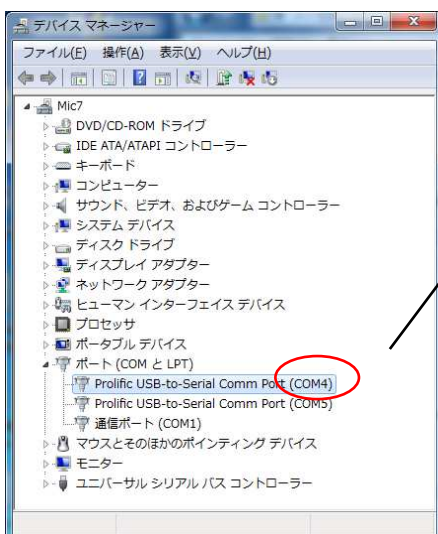 デバイス マネージャー
ファイル(F) 操作(A) 表示(V) ヘルプ(H)
Mic7
DVD/CD-ROM ドライブ
IDE ATA/ATAPI コントローラー
キーボード
コンピューター
サウンド、ビデオ、およびゲーム コントローラー
システム デバイス
ディスク ドライブ
ディスプレイ アダプター
ネットワーク アダプター
ヒューマン インターフェイス デバイス
プロセッサ
ポータブル デバイス
ポート (COM と LPT)
Prolific USB-to-Serial Comm Port (COM4)
Prolific USB-to-Serial Comm Port (COM5)
通信ポート (COM1)
マウスとそのほかのポインティング デバイス
モニター
ユニバーサル シリアル バス コントローラー